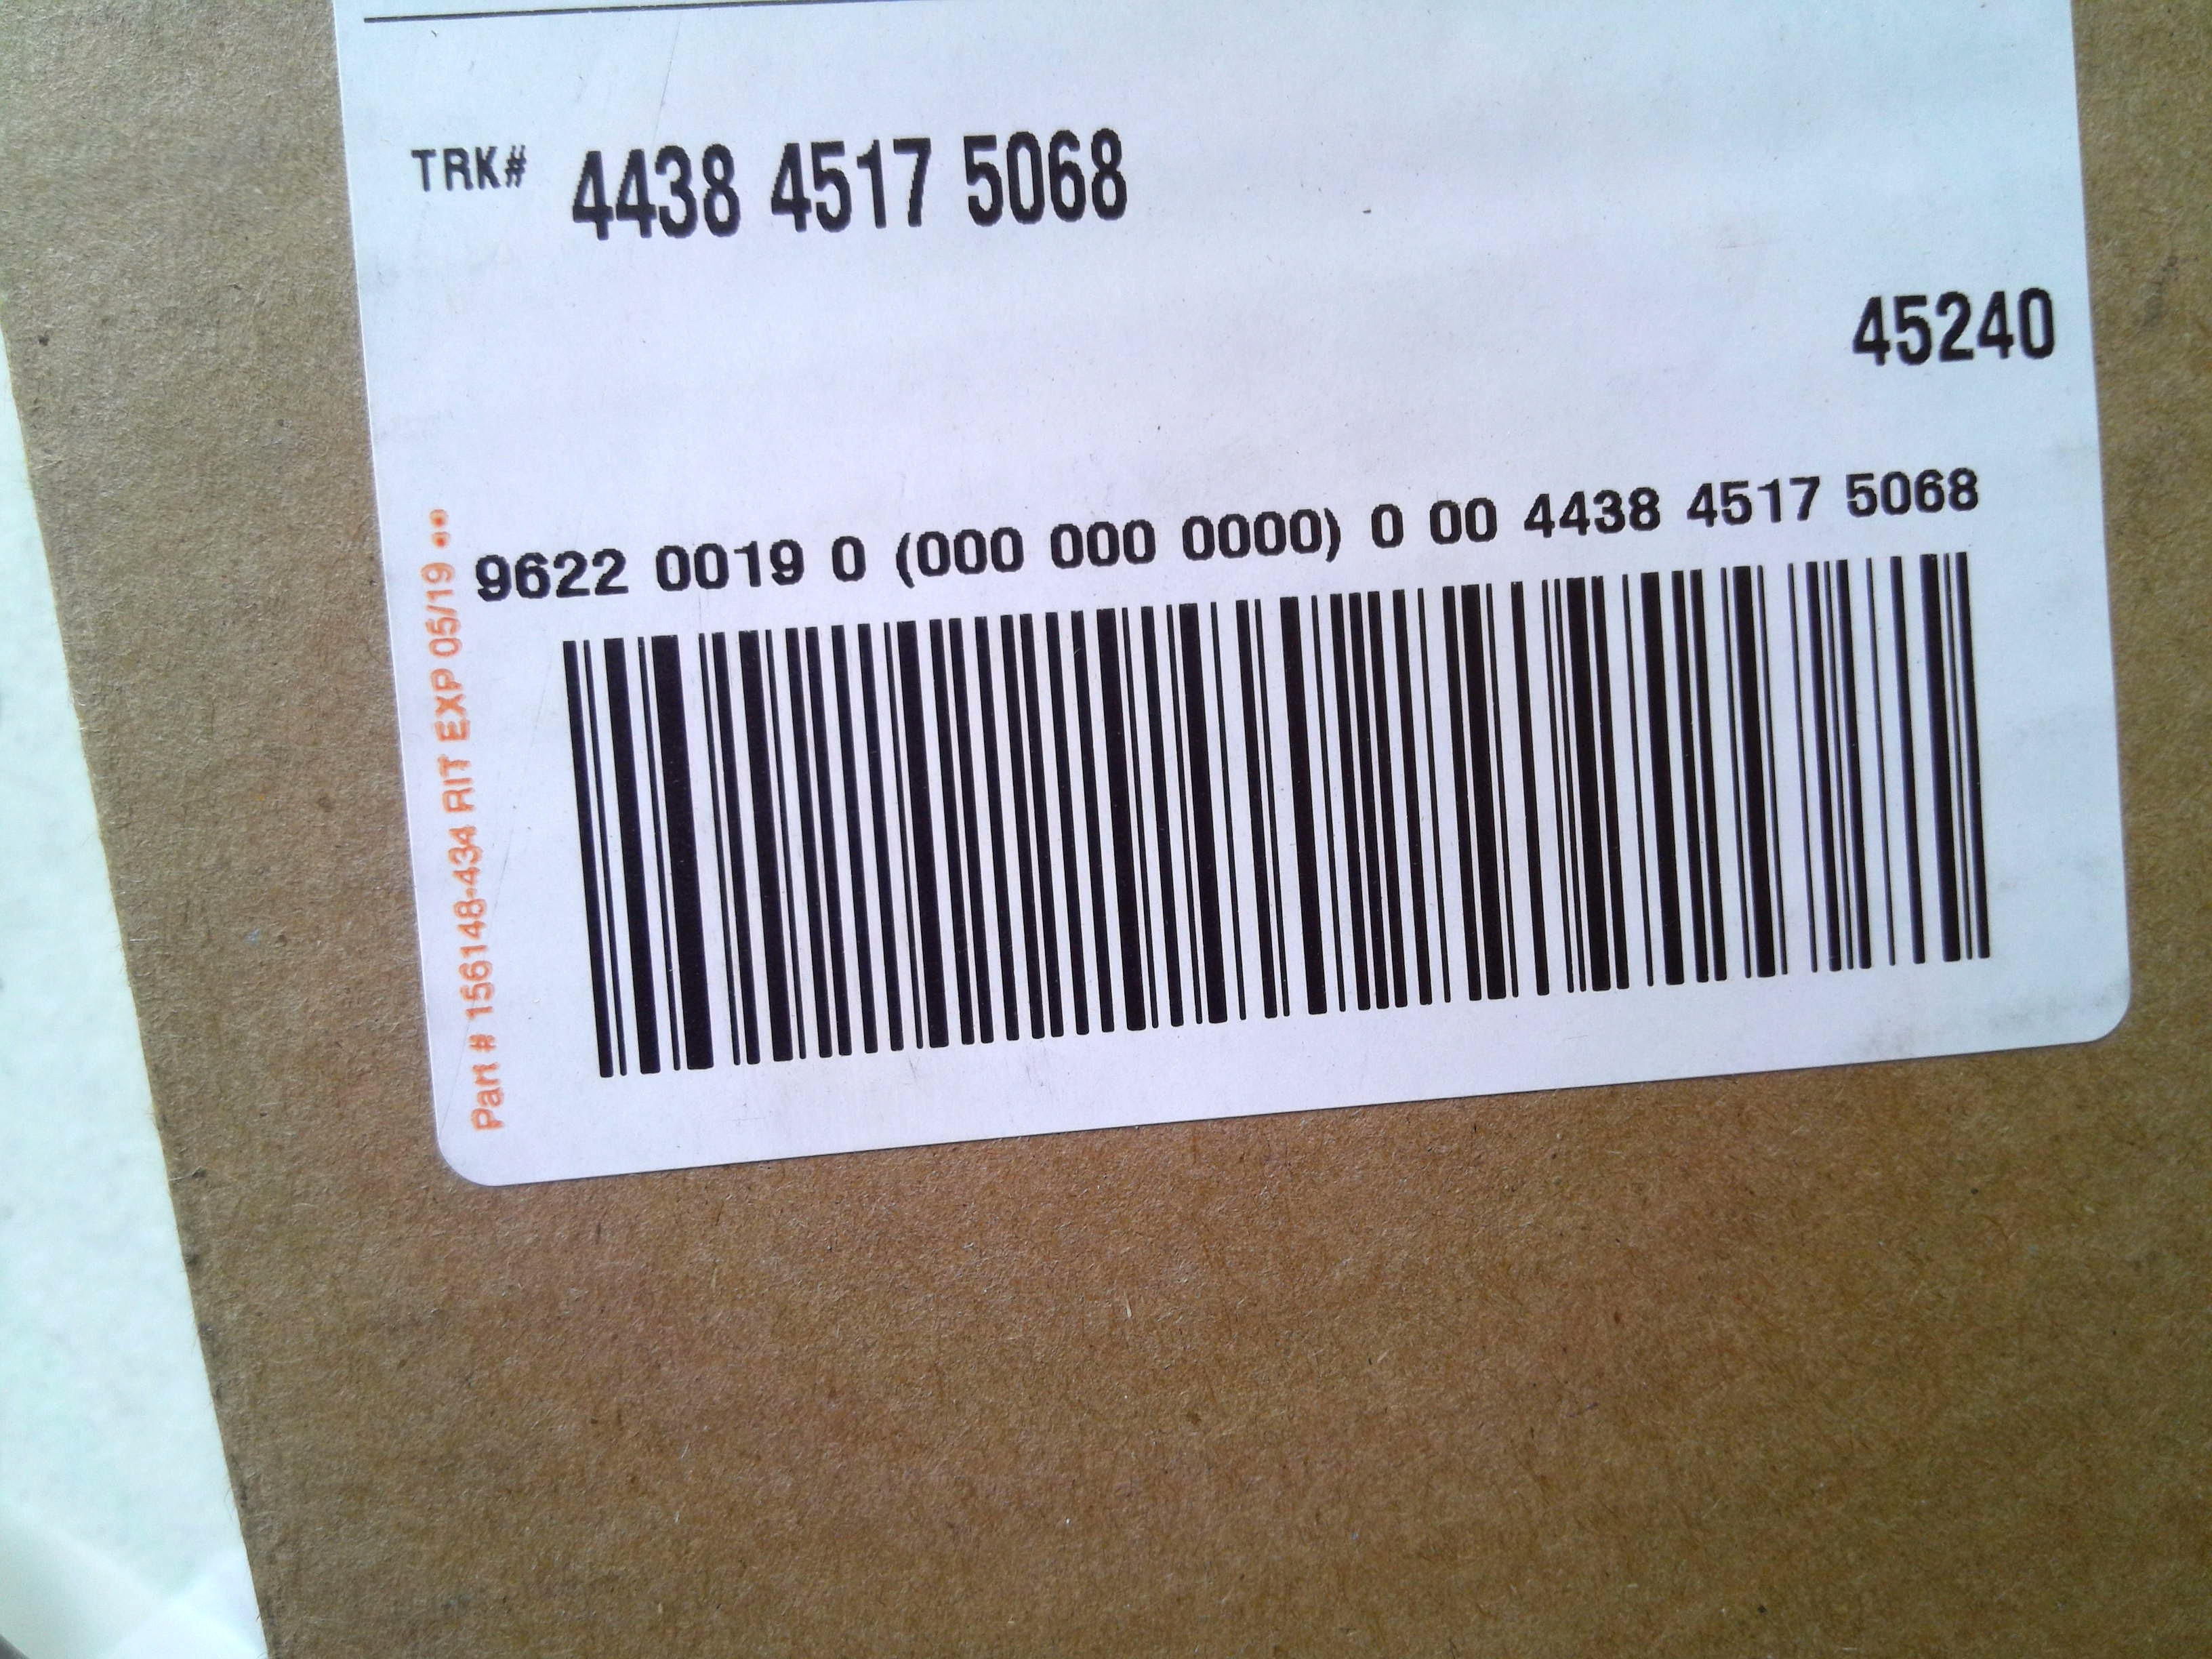 TRK# 4438 4517 5068
45240
9622 0019 0 (000 000 0000) 0 00 4438 4517 5068
Part # 156148-434 RIT EXP 05/19 ••